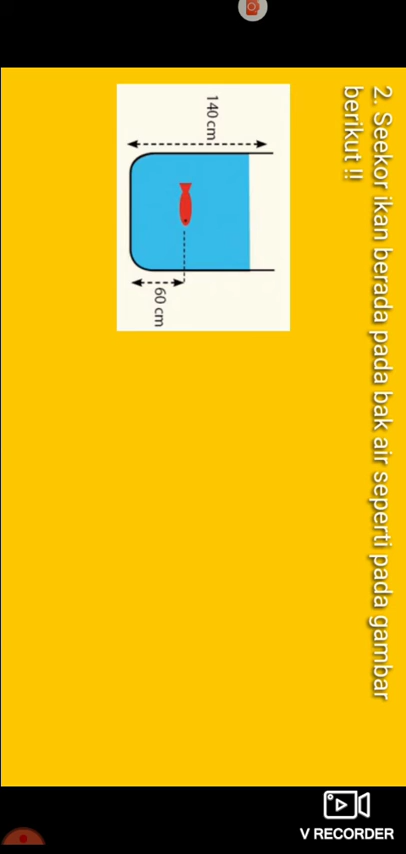 2. Seekor ikan berada pada bak air seperti pada gambar
berikut !!
140 cm
60 cm
V RECORDER